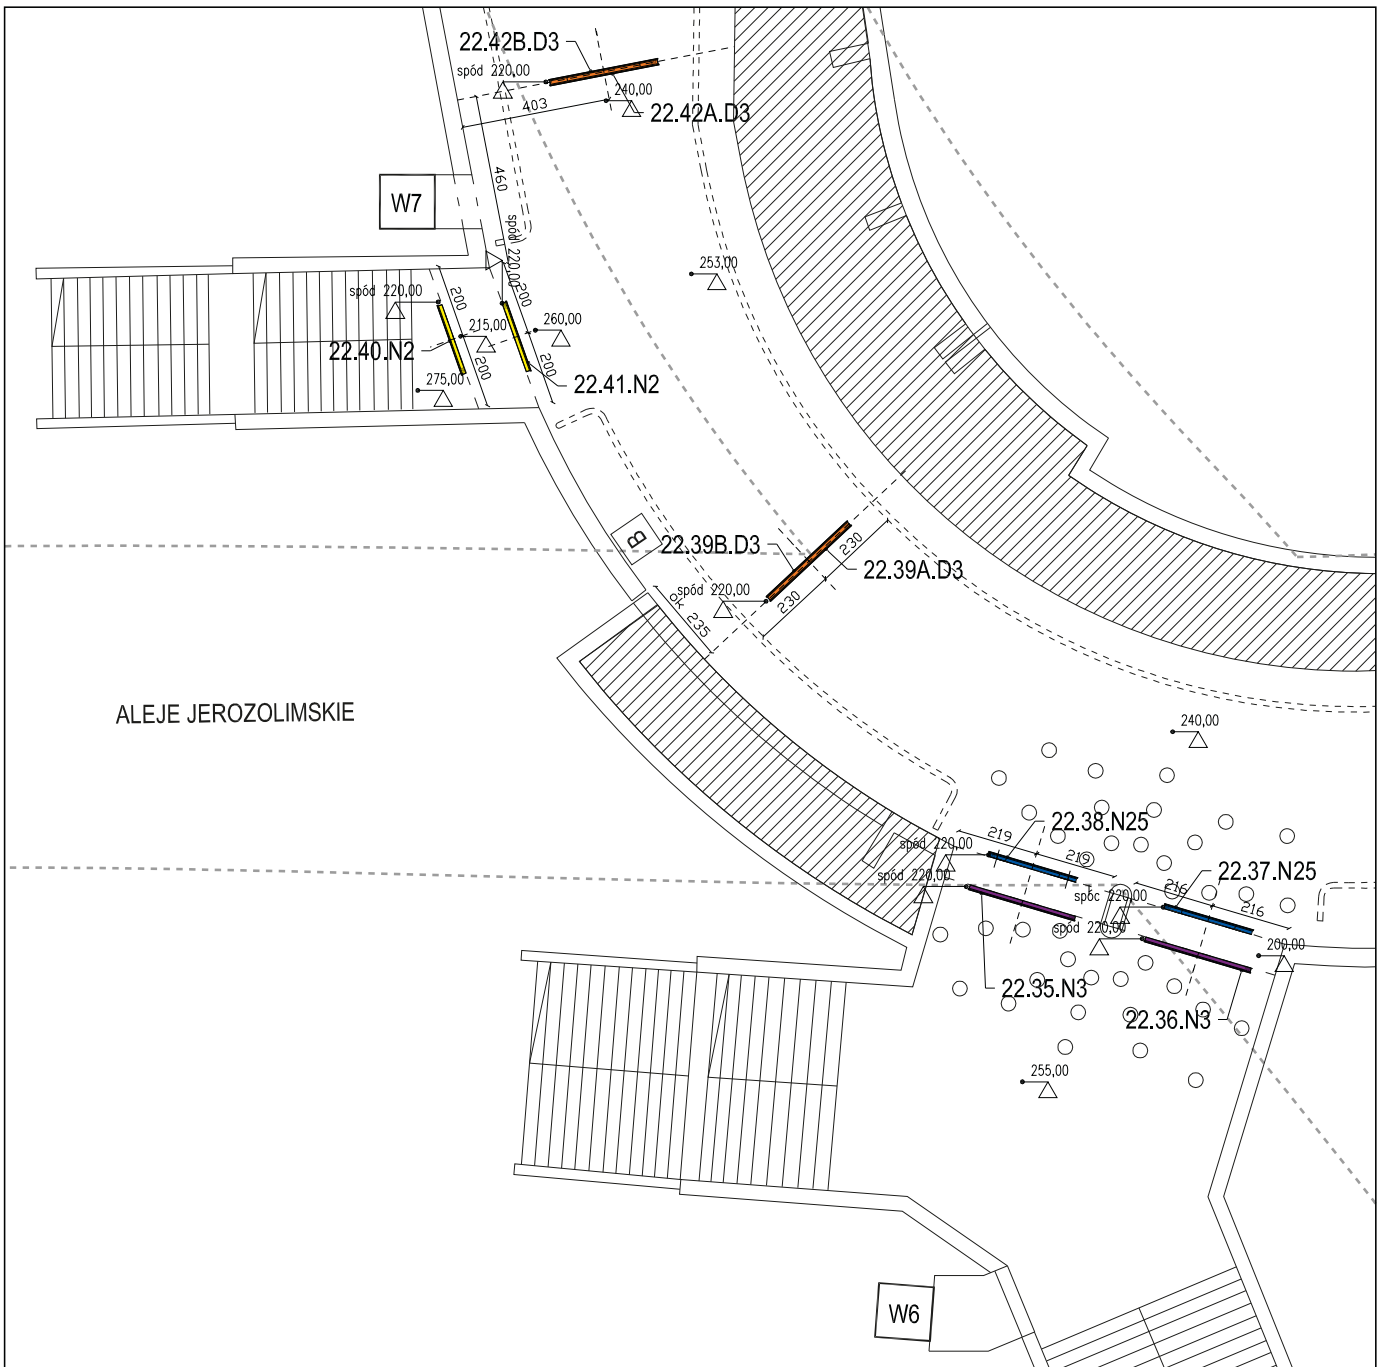 22.42B.D3
spód 220,00
240,00
403
22.42A.D3
460
W7
spód 220,00
253,00
200
200
spód 220,00
215,00
260,00
22.40.N2
200
200
275,00
22.41.N2
B
22.39B.D3
230
22.39A.D3
spód 220,00
230
ok 235
ALEJE JEROZOLIMSKIE
240,00
219
22.38.N25
spód 220,00
219
22.37.N25
spód 220,00
216
spód 220,00
216
spód 220,00
200,00
22.35.N3
22.36.N3
255,00
W6